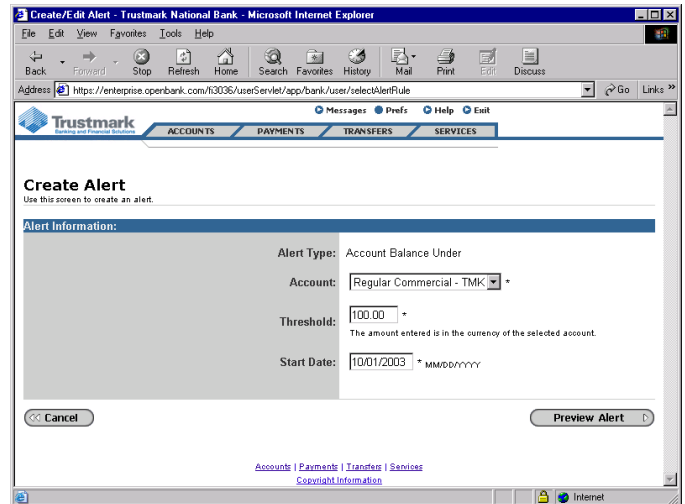 Create/Edit Alert - Trustmark National Bank - Microsoft Internet Explorer
File Edit View Favorites Tools Help
Back Forward Stop Refresh Home Search Favorites History Mail Print Edit Discuss
Address https://enterprise.openbank.com/fi3036/userServlet/app/bank/user/selectAlertRule Go Links »
Messages Prefs Help Exit
Trustmark
Banking and Financial Solutions
ACCOUNTS PAYMENTS TRANSFERS SERVICES
Create Alert
Use this screen to create an alert.
Alert Information:
Alert Type: Account Balance Under
Account: Regular Commercial - TMK *
Threshold: 100.00 *
The amount entered is in the currency of the selected account.
Start Date: 10/01/2003 * MM/DD/YYYY
Cancel Preview Alert
Accounts | Payments | Transfers | Services
Copyright Information
Internet